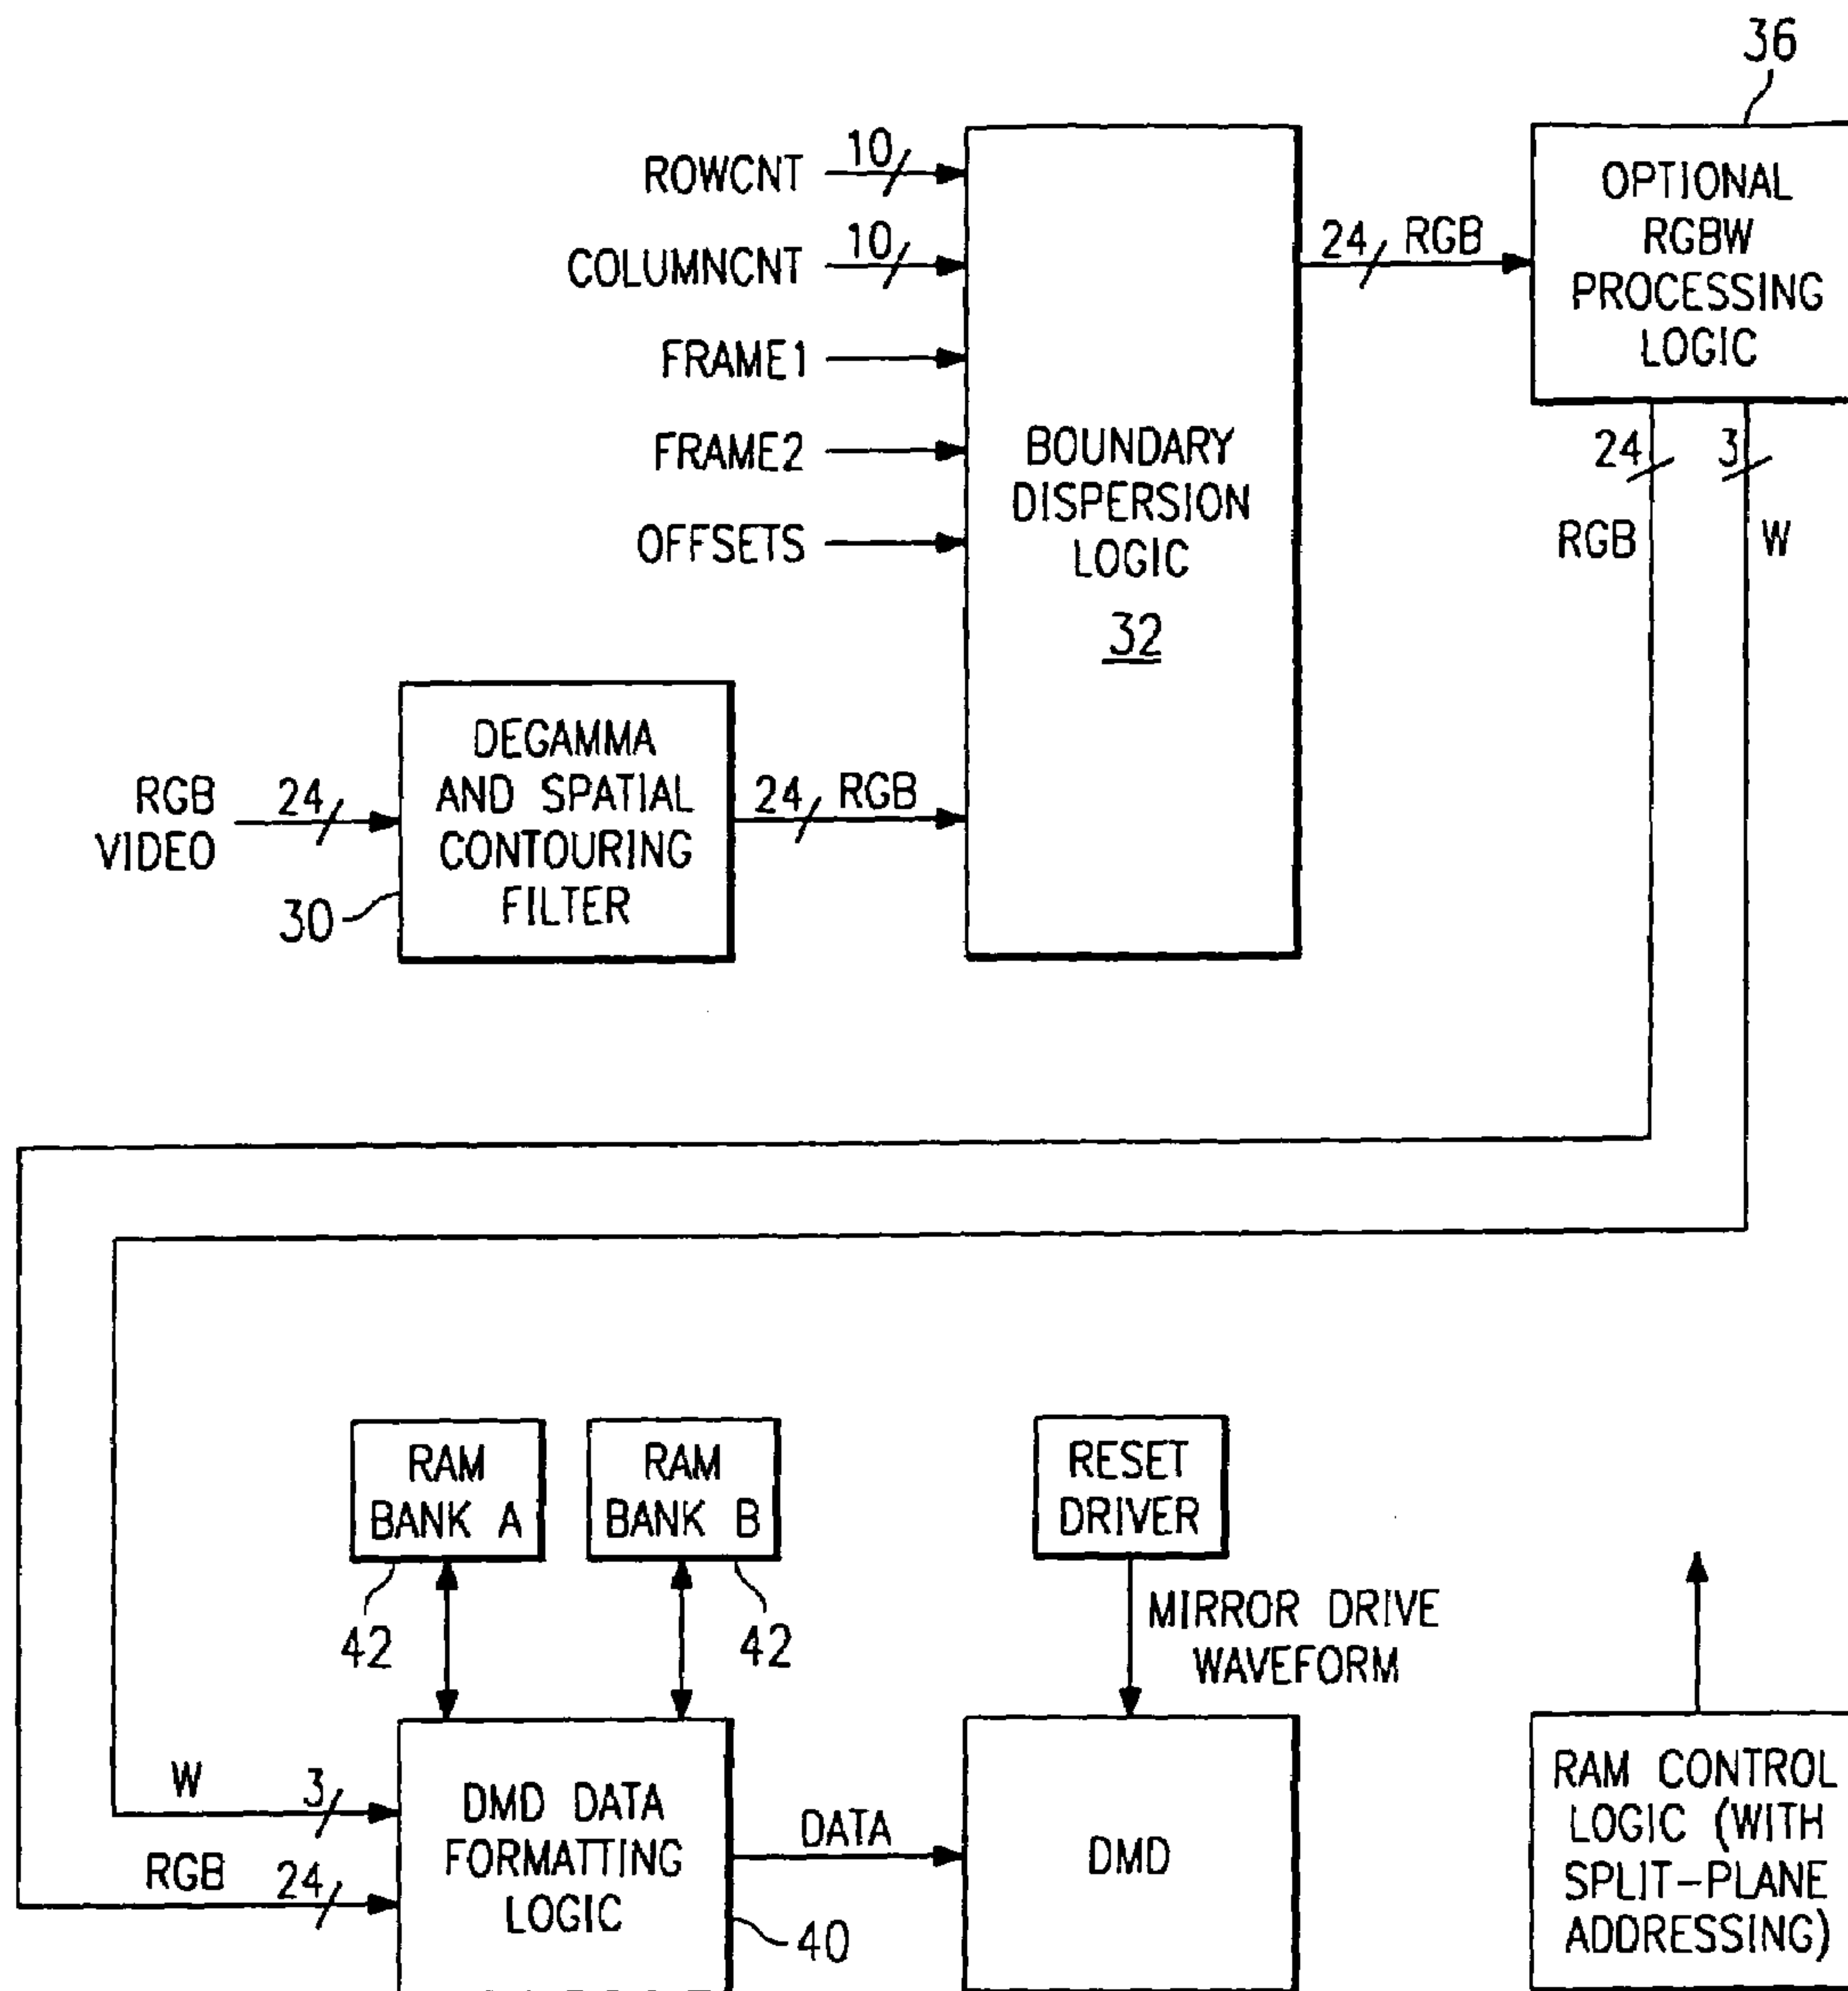 36
ROWCNT 10
COLUMNCNT 10
FRAME1
FRAME2
OFFSETS
BOUNDARY
DISPERSION
LOGIC
32
24 RGB
OPTIONAL
RGBW
PROCESSING
LOGIC
24 3
RGB W
RGB
VIDEO
24
DEGAMMA
AND SPATIAL
CONTOURING
FILTER
30
24 RGB
RAM
BANK A
42
RAM
BANK B
42
RESET
DRIVER
MIRROR DRIVE
WAVEFORM
W 3
RGB 24
DMD DATA
FORMATTING
LOGIC
40
DATA
DMD
RAM CONTROL
LOGIC (WITH
SPLIT-PLANE
ADDRESSING)